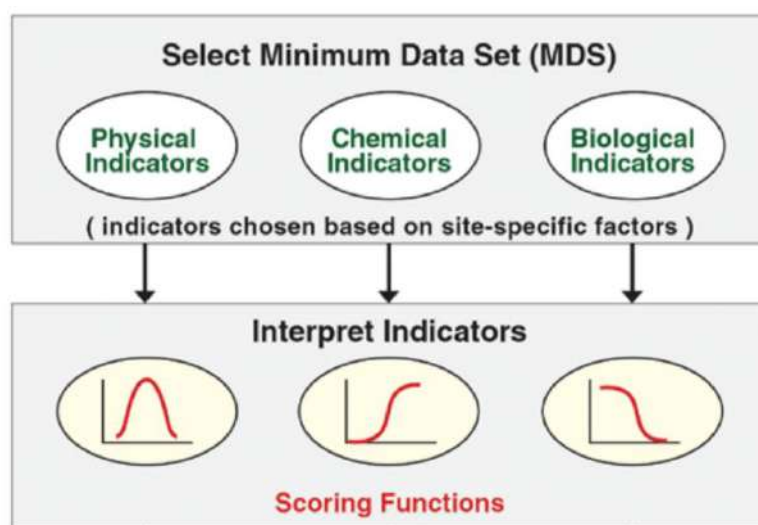 Select Minimum Data Set (MDS)
Physical
Indicators
Chemical
Indicators
Biological
Indicators
( indicators chosen based on site-specific factors )
Interpret Indicators
Scoring Functions